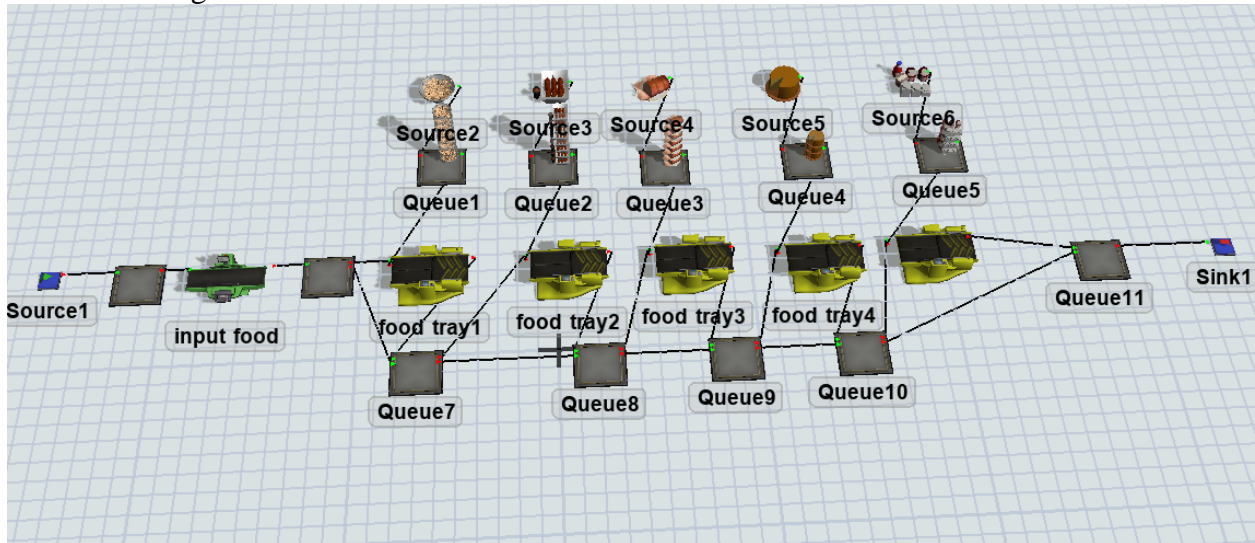 Source2
Source3
Source4
Source5
Source6
Queue1
Queue2
Queue3
Queue4
Queue5
Source1
input food
food tray1
food tray2
food tray3
food tray4
Queue11
Sink1
Queue7
Queue8
Queue9
Queue10